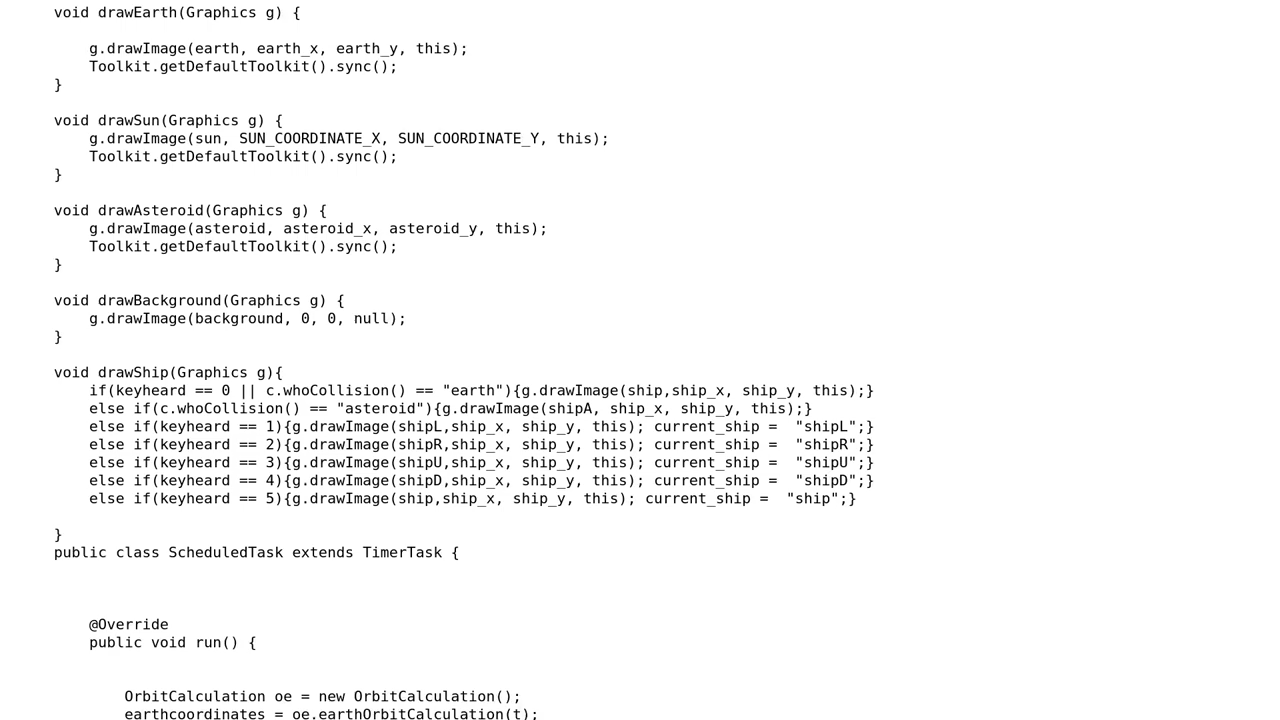 void drawEarth(Graphics g) {
g.drawImage(earth, earth_x, earth_y, this);
Toolkit.getDefaultToolkit().sync();
}
void drawSun(Graphics g) {
g.drawImage(sun, SUN_COORDINATE_X, SUN_COORDINATE_Y, this);
Toolkit.getDefaultToolkit().sync();
}
void drawAsteroid(Graphics g) {
g.drawImage(asteroid, asteroid_x, asteroid_y, this);
Toolkit.getDefaultToolkit().sync();
}
void drawBackground(Graphics g) {
g.drawImage(background, 0, 0, null);
}
void drawShip(Graphics g){
if(keyheard == 0 || c.whoCollision() == "earth"){g.drawImage(ship,ship_x, ship_y, this);}
else if(c.whoCollision() == "asteroid"){g.drawImage(shipA, ship_x, ship_y, this);}
else if(keyheard == 1){g.drawImage(shipL,ship_x, ship_y, this); current_ship =  "shipL";}
else if(keyheard == 2){g.drawImage(shipR,ship_x, ship_y, this); current_ship =  "shipR";}
else if(keyheard == 3){g.drawImage(shipU,ship_x, ship_y, this); current_ship =  "shipU";}
else if(keyheard == 4){g.drawImage(shipD,ship_x, ship_y, this); current_ship =  "shipD";}
else if(keyheard == 5){g.drawImage(ship,ship_x, ship_y, this); current_ship =  "ship";}
}
public class ScheduledTask extends TimerTask {
@Override
public void run() {
OrbitCalculation oe = new OrbitCalculation();
earthcoordinates = oe.earthOrbitCalculation(t);